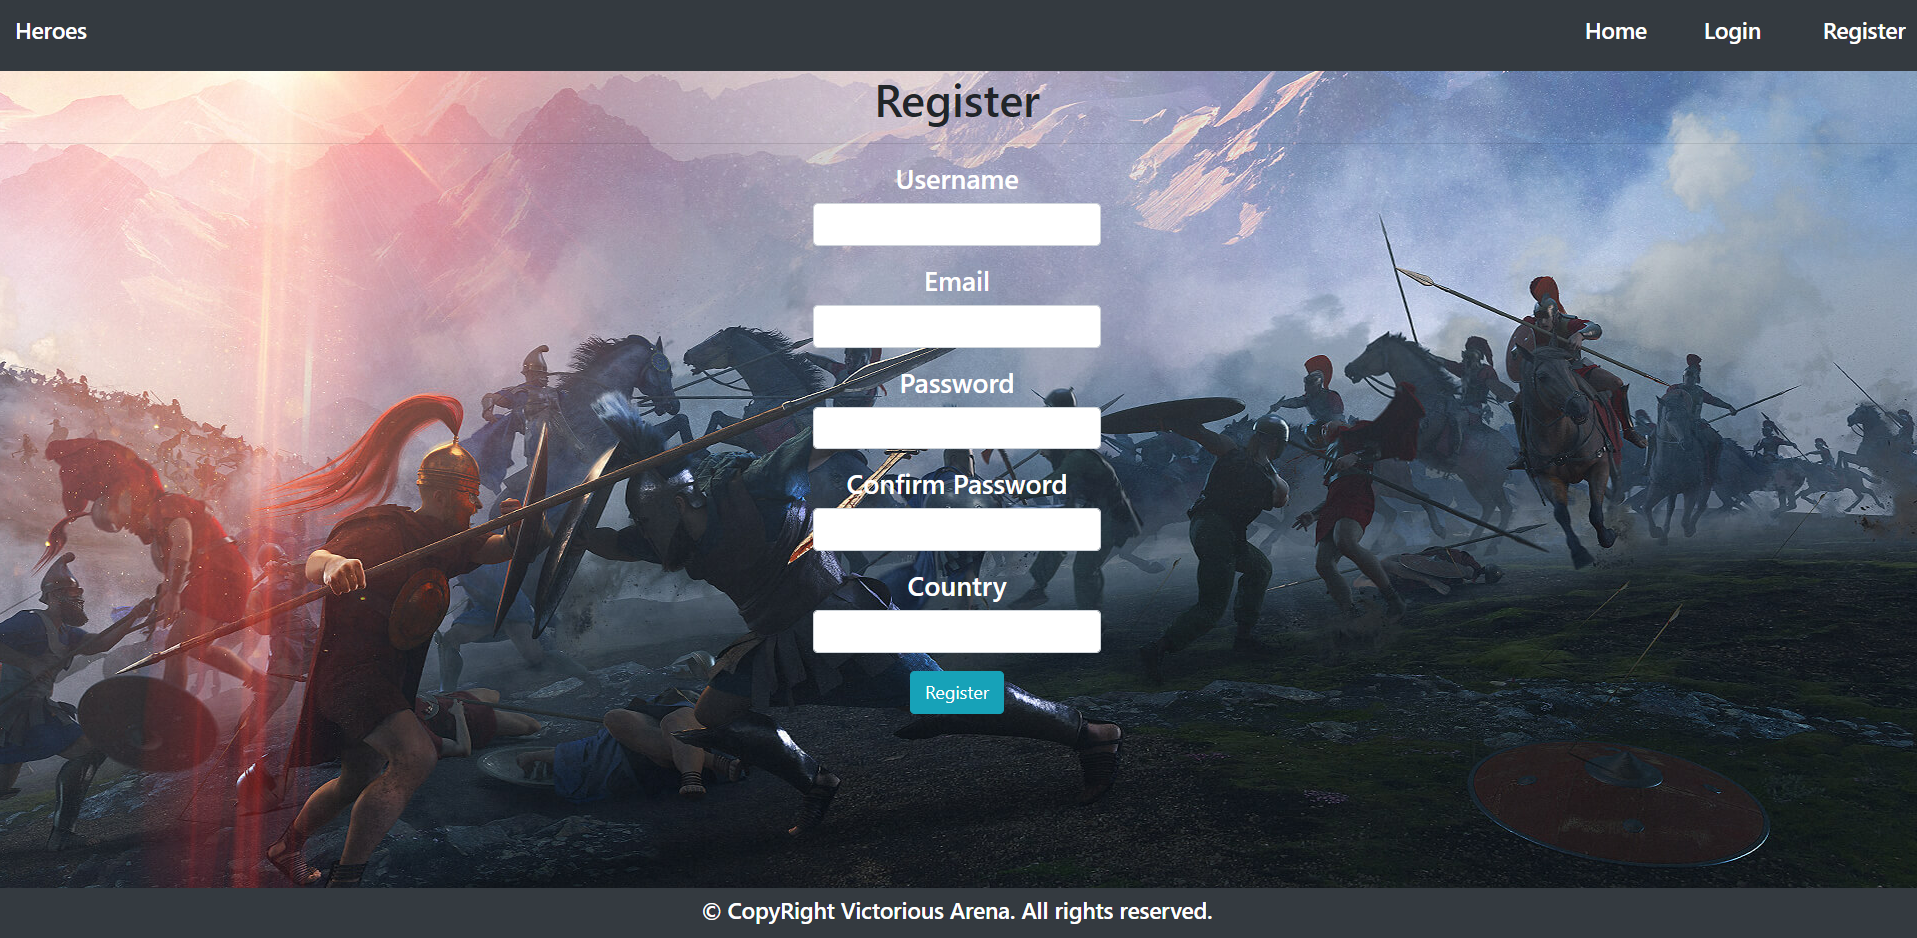 Heroes
Home Login Register
Register
Username
Email
Password
Confirm Password
Country
Register
© CopyRight Victorious Arena. All rights reserved.